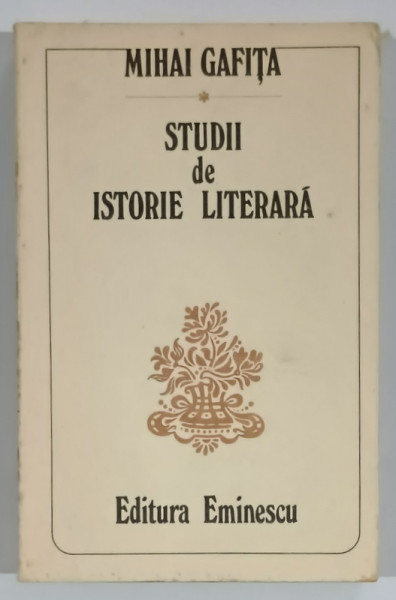 MIHAI GAFIȚA
*
STUDII
de
ISTORIE LITERARĂ
Editura Eminescu